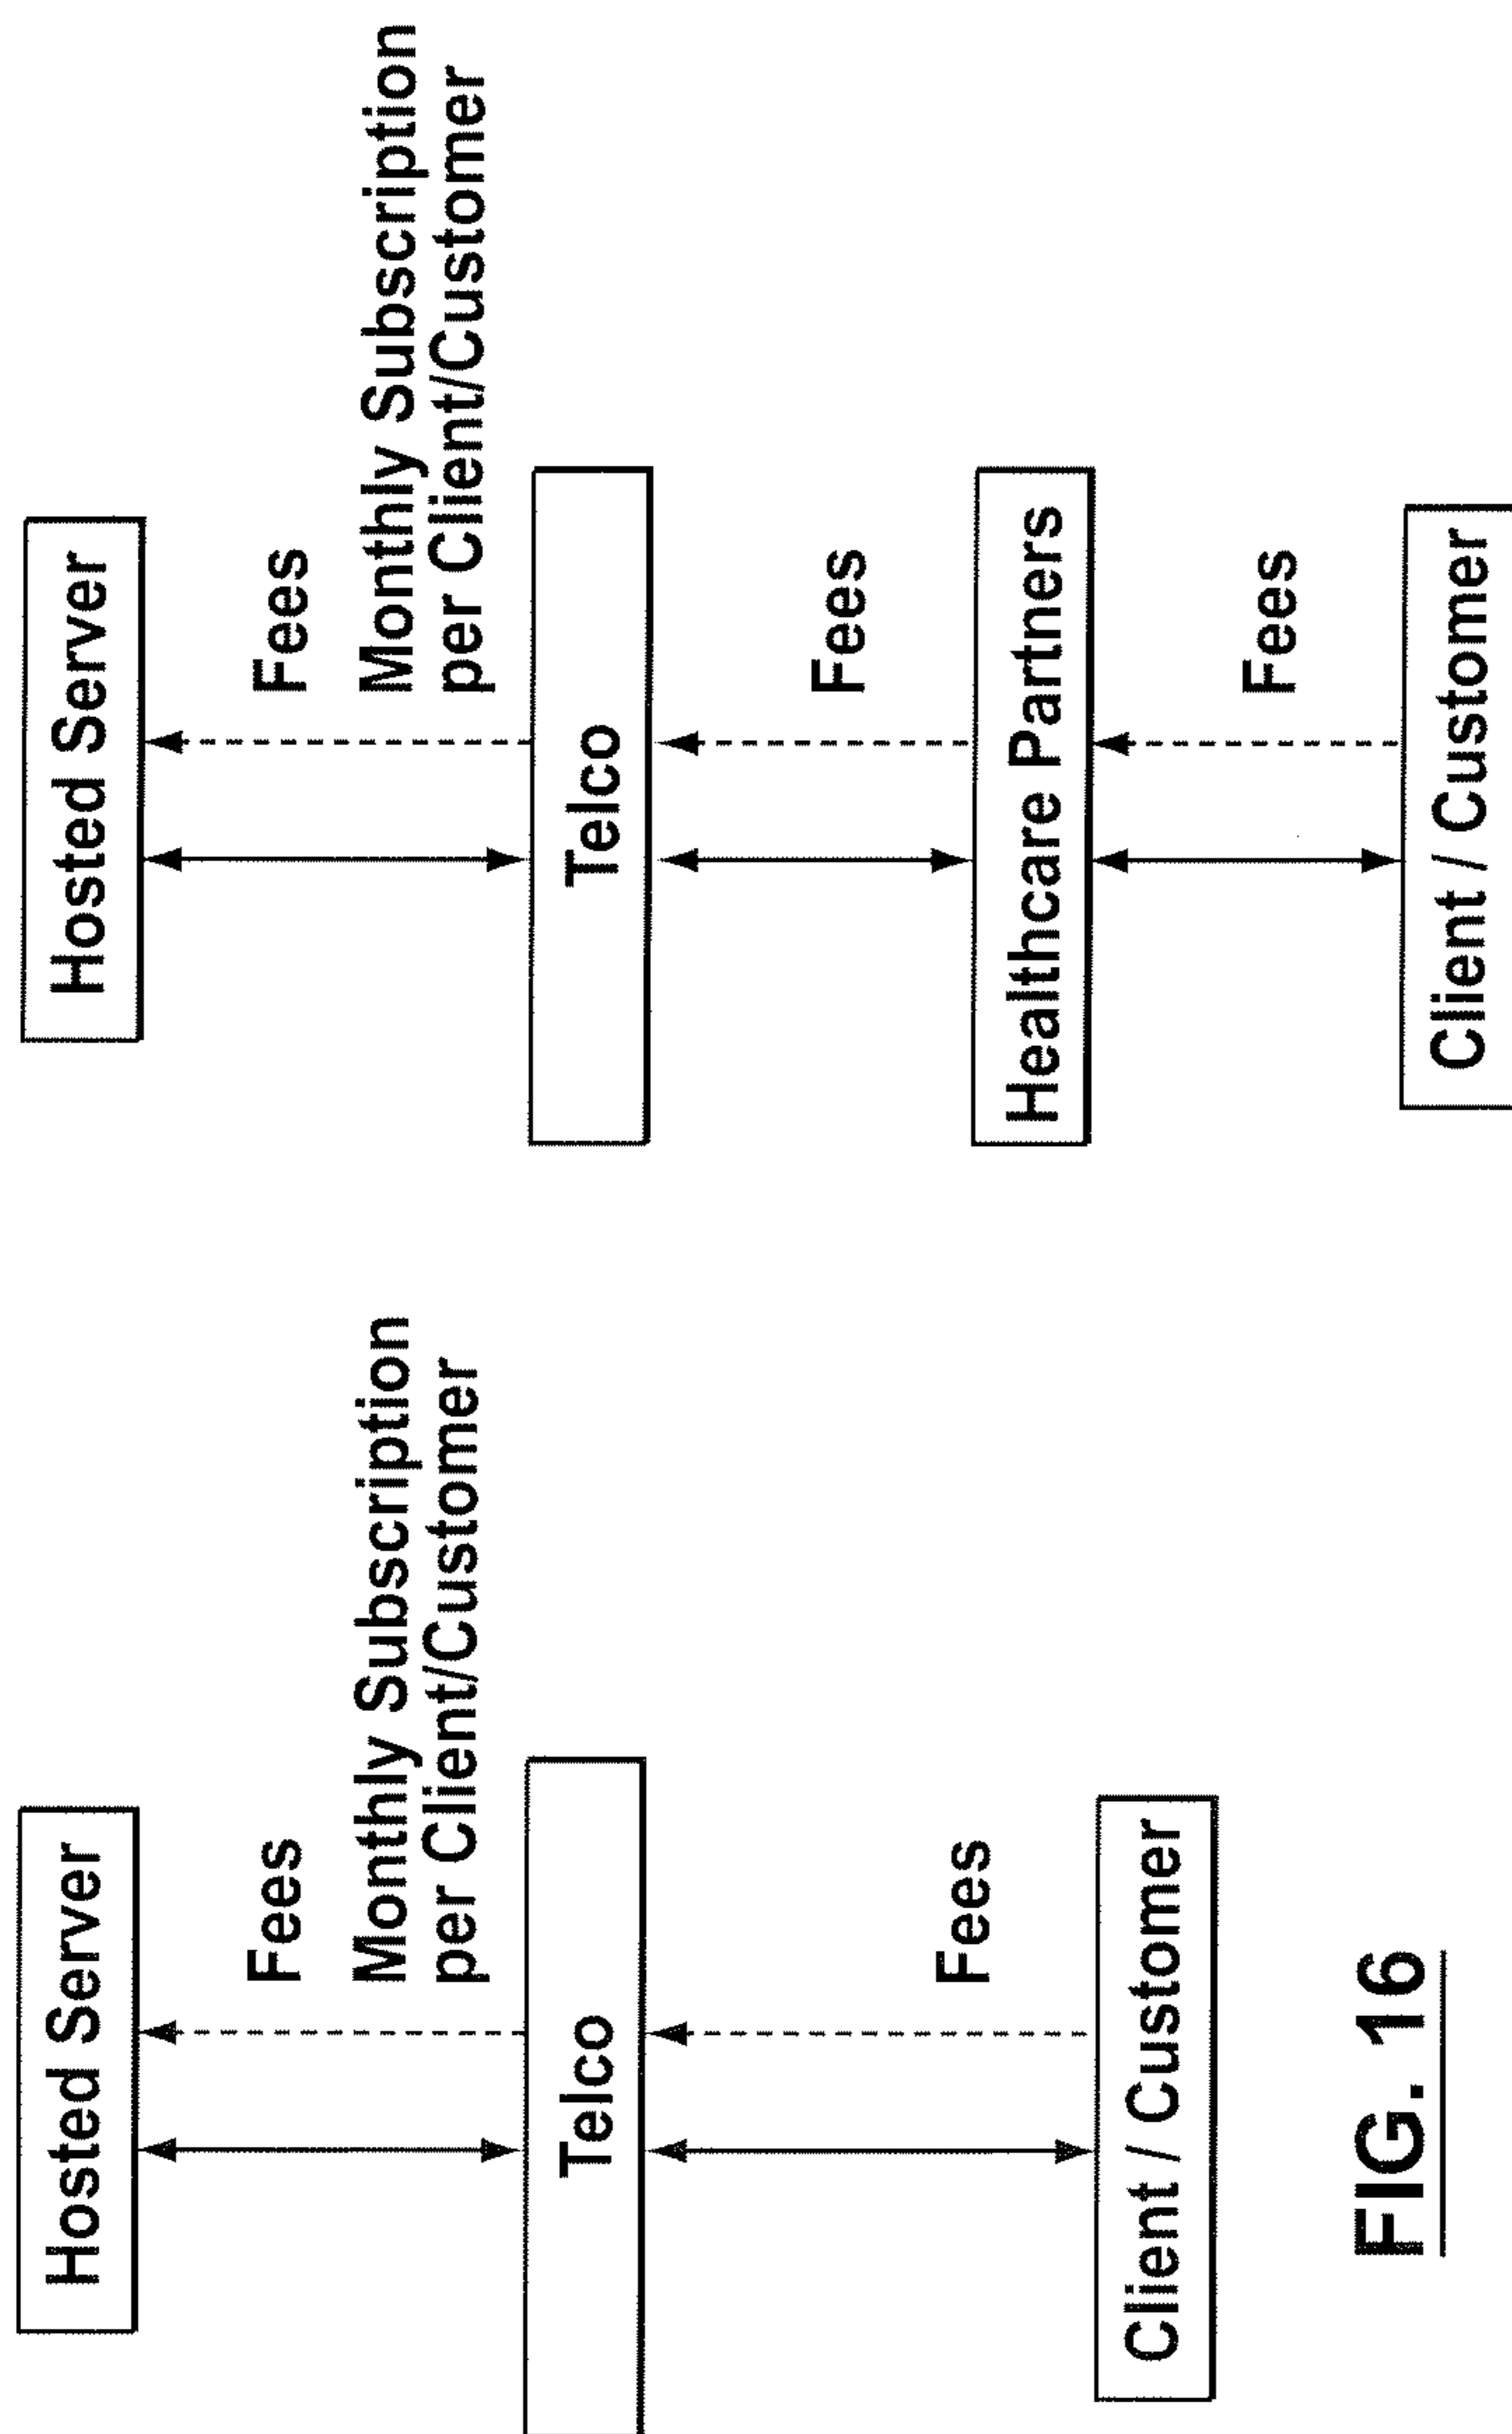 Hosted Server
Fees
Monthly Subscription
per Client/Customer
Telco
Fees
Client / Customer
Hosted Server
Fees
Monthly Subscription
per Client/Customer
Telco
Fees
Healthcare Partners
Fees
Client / Customer
FIG. 16